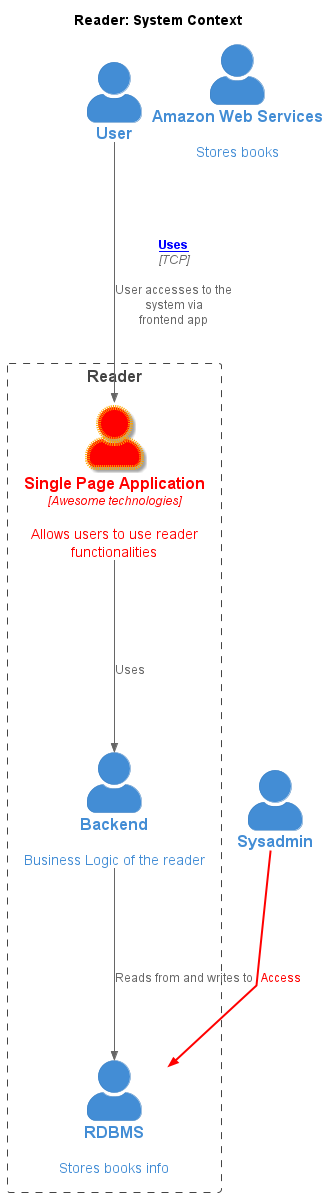 Reader: System Context
User
Amazon Web Services
Stores books
Uses
[TCP]
User accesses to the
system via
frontend app
Reader
Single Page Application
[Awesome technologies]
Allows users to use reader
functionalities
Uses
Backend
Business Logic of the reader
Sysadmin
Reads from and writes to
Access
RDBMS
Stores books info